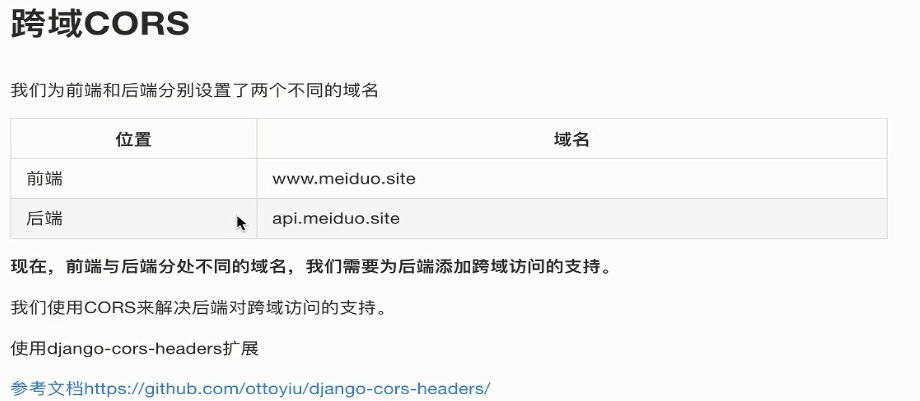 跨域CORS
我们为前端和后端分别设置了两个不同的域名
位置 域名
前端 www.meiduo.site
后端 api.meiduo.site
现在，前端与后端分处不同的域名，我们需要为后端添加跨域访问的支持。
我们使用CORS来解决后端对跨域访问的支持。
使用django-cors-headers扩展
参考文档https://github.com/ottoyiu/django-cors-headers/